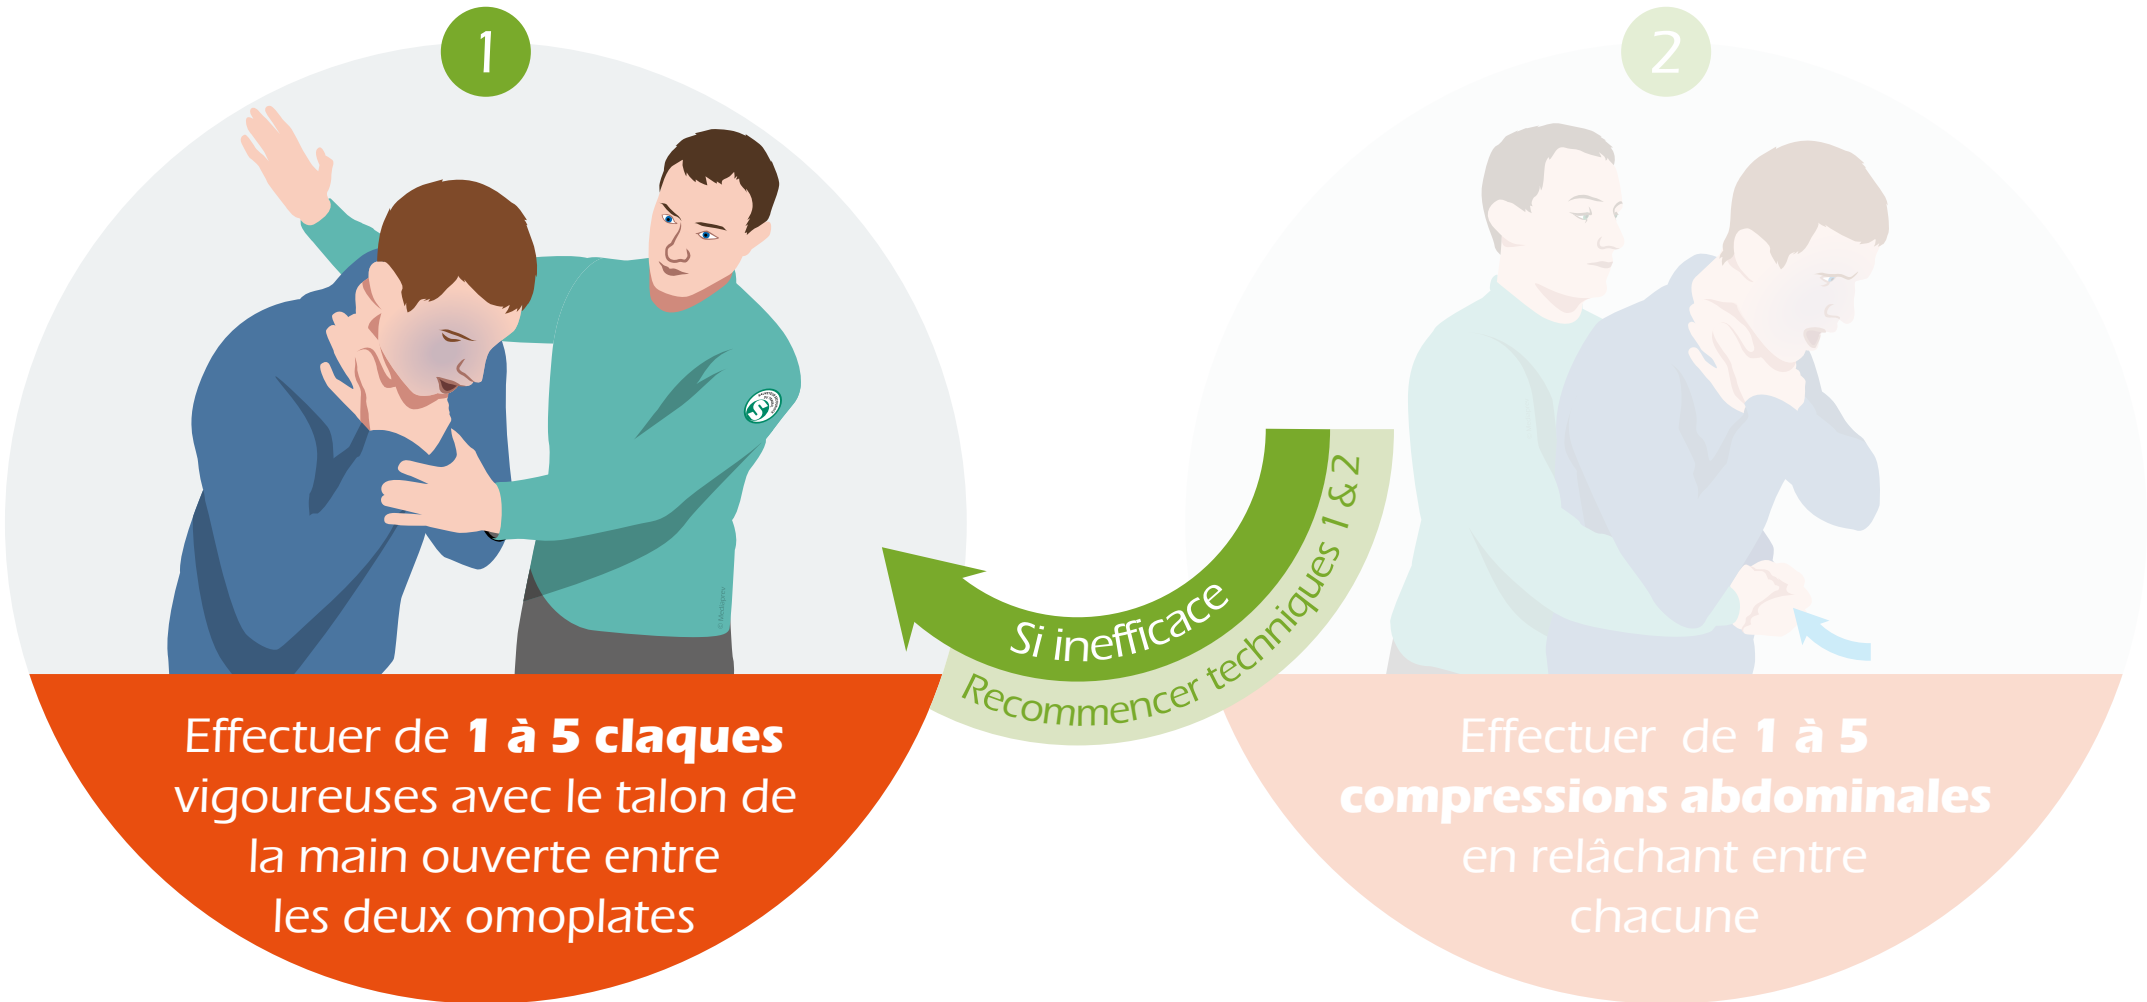 1
Effectuer de 1 à 5 claques
vigoureuses avec le talon de
la main ouverte entre
les deux omoplates
© Mediaprev
Si inefficace
Recommencer techniques 1 & 2
2
Effectuer de 1 à 5
compressions abdominales
en relâchant entre
chacune